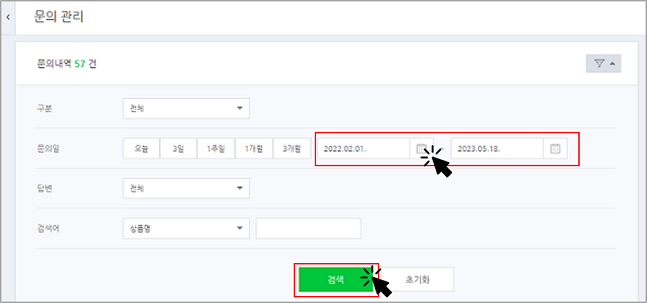 문의 관리
문의내역 57 건
구분 전체
문의일 오늘 3일 1주일 1개월 3개월 2022.02.01. ~ 2023.05.18.
답변 전체
검색어 상품명
검색 초기화